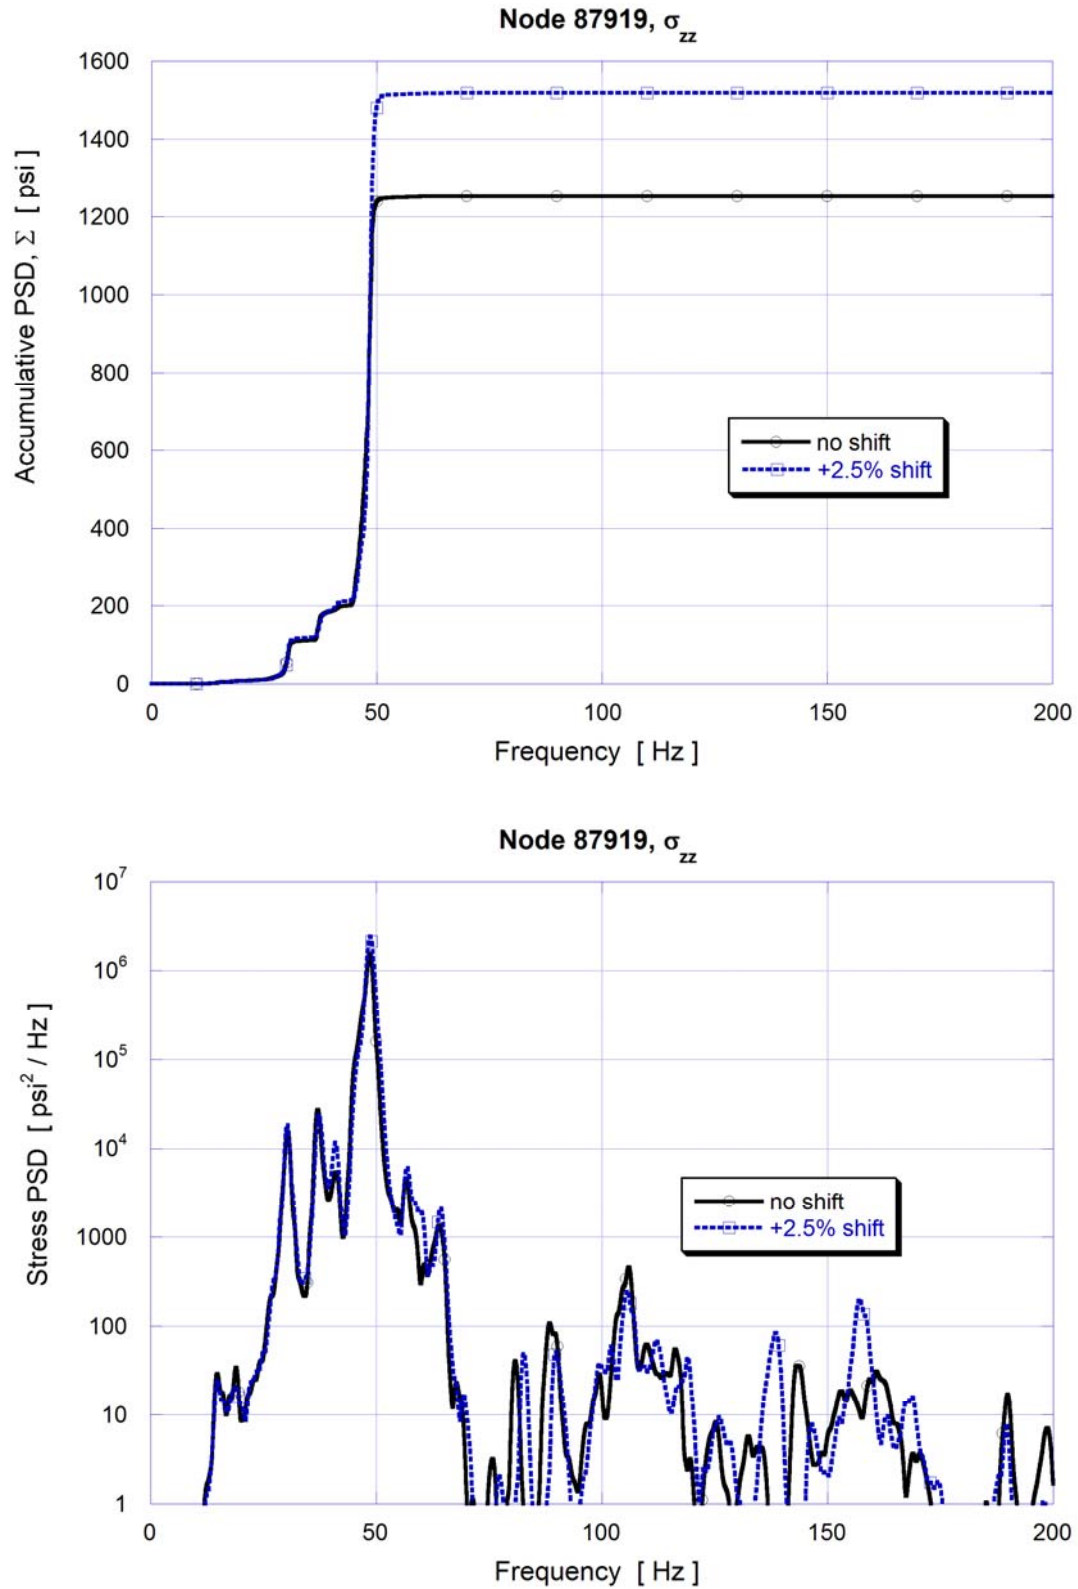 Node 87919, σzz
1600
1400
1200
1000
800
600
400
200
0
Accumulative PSD, Σ [ psi ]
no shift
+2.5% shift
0 50 100 150 200
Frequency [ Hz ]
Node 87919, σzz
10^7
10^6
10^5
10^4
1000
100
10
1
Stress PSD [ psi^2 / Hz ]
no shift
+2.5% shift
0 50 100 150 200
Frequency [ Hz ]